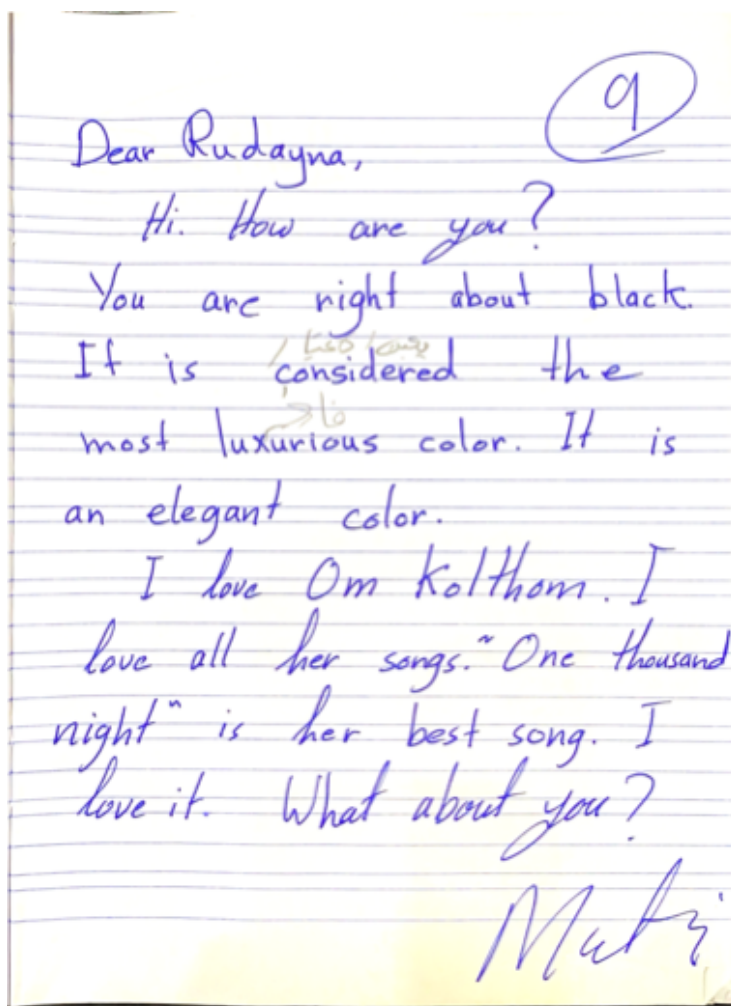 9
Dear Rudayna,
Hi. How are you?
You are right about black.
It is considered the
most luxurious color. It is
an elegant color.
I love Om Kolthom. I
love all her songs. "One thousand
night" is her best song. I
love it. What about you?